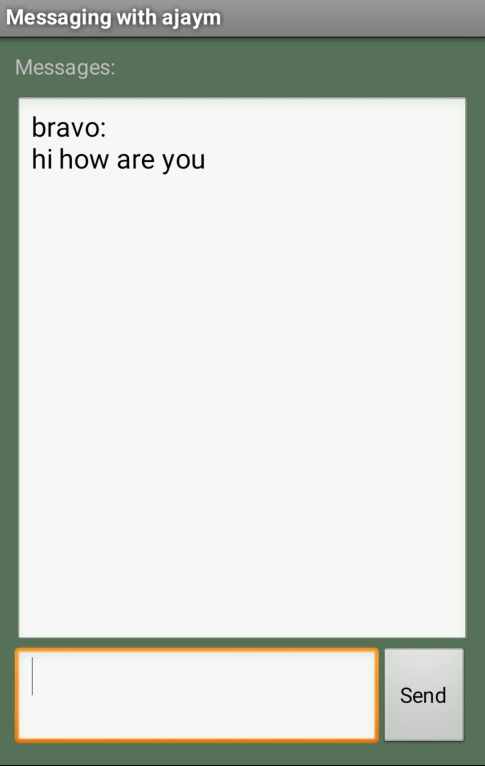 Messaging with ajaym
Messages:
bravo:
hi how are you
Send